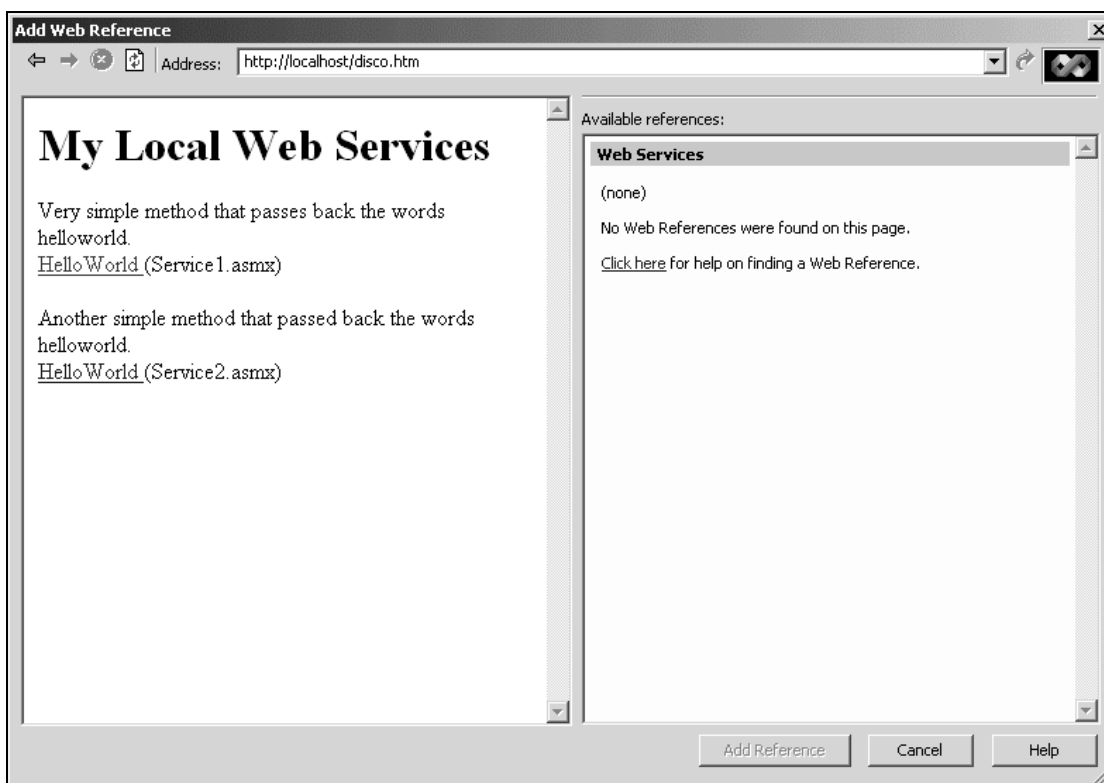 Add Web Reference
Address: http://localhost/disco.htm
My Local Web Services
Very simple method that passes back the words
helloworld.
HelloWorld (Service1.asmx)
Another simple method that passed back the words
helloworld.
HelloWorld (Service2.asmx)
Available references:
Web Services
(none)
No Web References were found on this page.
Click here for help on finding a Web Reference.
Add Reference Cancel Help